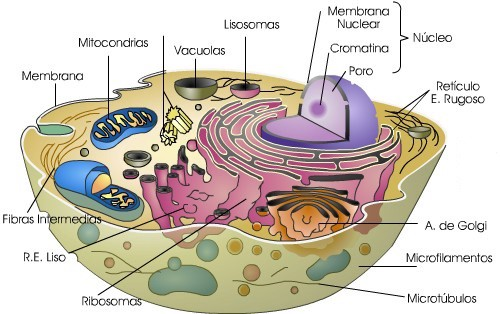 Membrana
Nuclear
Cromatina
Poro
Núcleo
Lisosomas
Mitocondrias
Vacuolas
Membrana
Retículo
E. Rugoso
Fibras Intermedias
A. de Golgi
R.E. Liso
Microfilamentos
Ribosomas
Microtúbulos